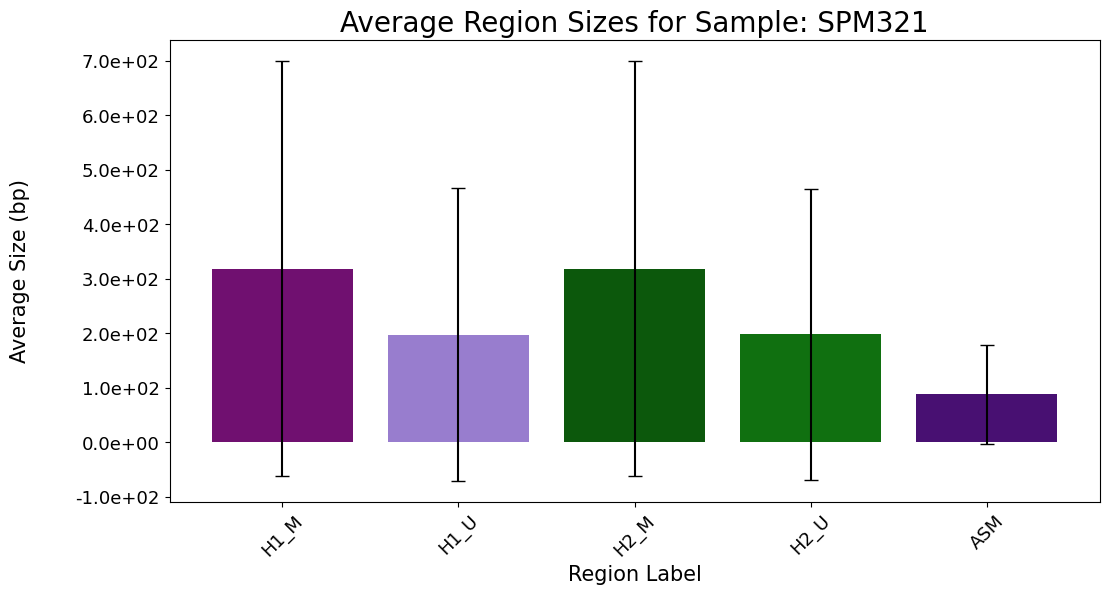 Average Region Sizes for Sample: SPM321
Average Size (bp)
7.0e+02
6.0e+02
5.0e+02
4.0e+02
3.0e+02
2.0e+02
1.0e+02
0.0e+00
-1.0e+02
H1_M
H1_U
H2_M
H2_U
ASM
Region Label